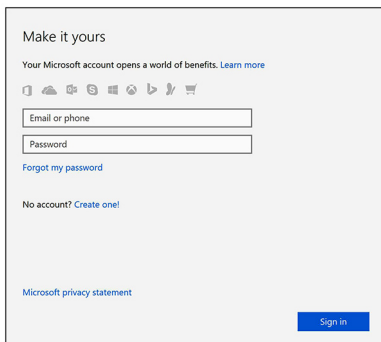 Make it yours
Your Microsoft account opens a world of benefits. Learn more
Email or phone
Password
Forgot my password
No account? Create one!
Microsoft privacy statement
Sign in